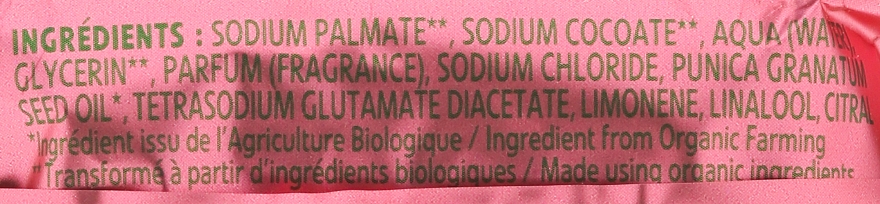 INGRÉDIENTS : SODIUM PALMATE**, SODIUM COCOATE**, AQUA (WATER),
GLYCERIN**, PARFUM (FRAGRANCE), SODIUM CHLORIDE, PUNICA GRANATUM
SEED OIL*, TETRASODIUM GLUTAMATE DIACETATE, LIMONENE, LINALOOL, CITRAL
*Ingrédient issu de l'Agriculture Biologique / Ingredient from Organic Farming
**Transformé à partir d'ingrédients biologiques / Made using organic ingredients